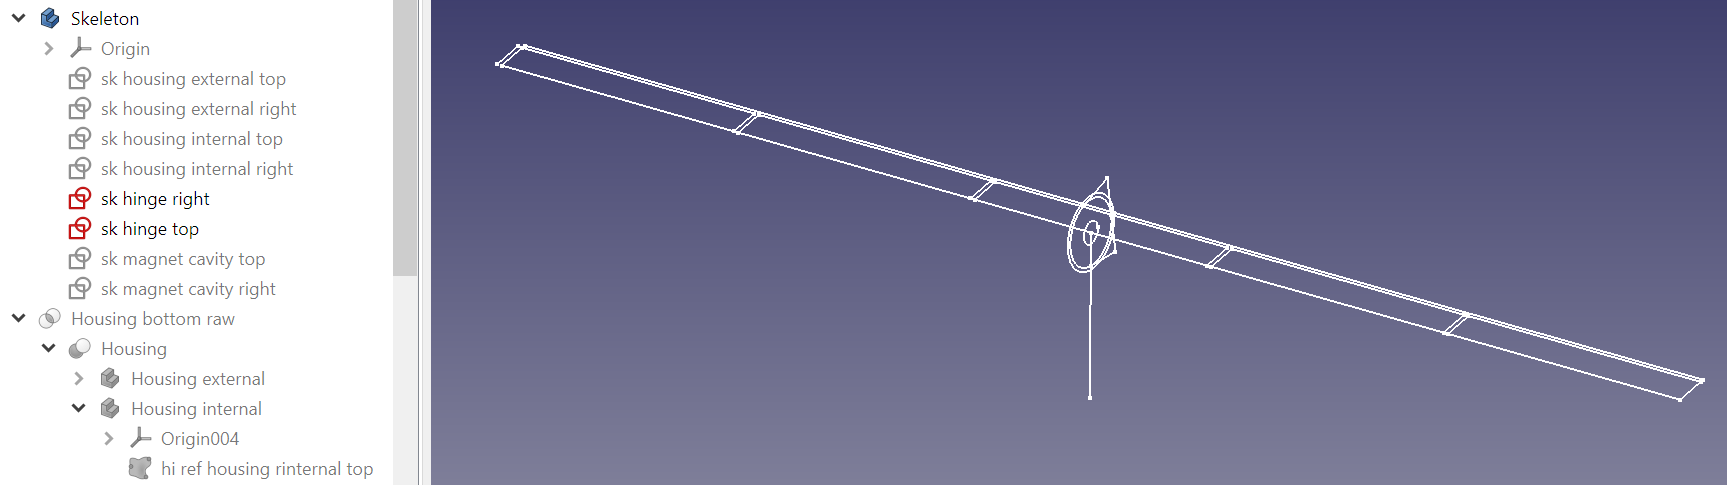 Skeleton
Origin
sk housing external top
sk housing external right
sk housing internal top
sk housing internal right
sk hinge right
sk hinge top
sk magnet cavity top
sk magnet cavity right
Housing bottom raw
Housing
Housing external
Housing internal
Origin004
hi ref housing rinternal top